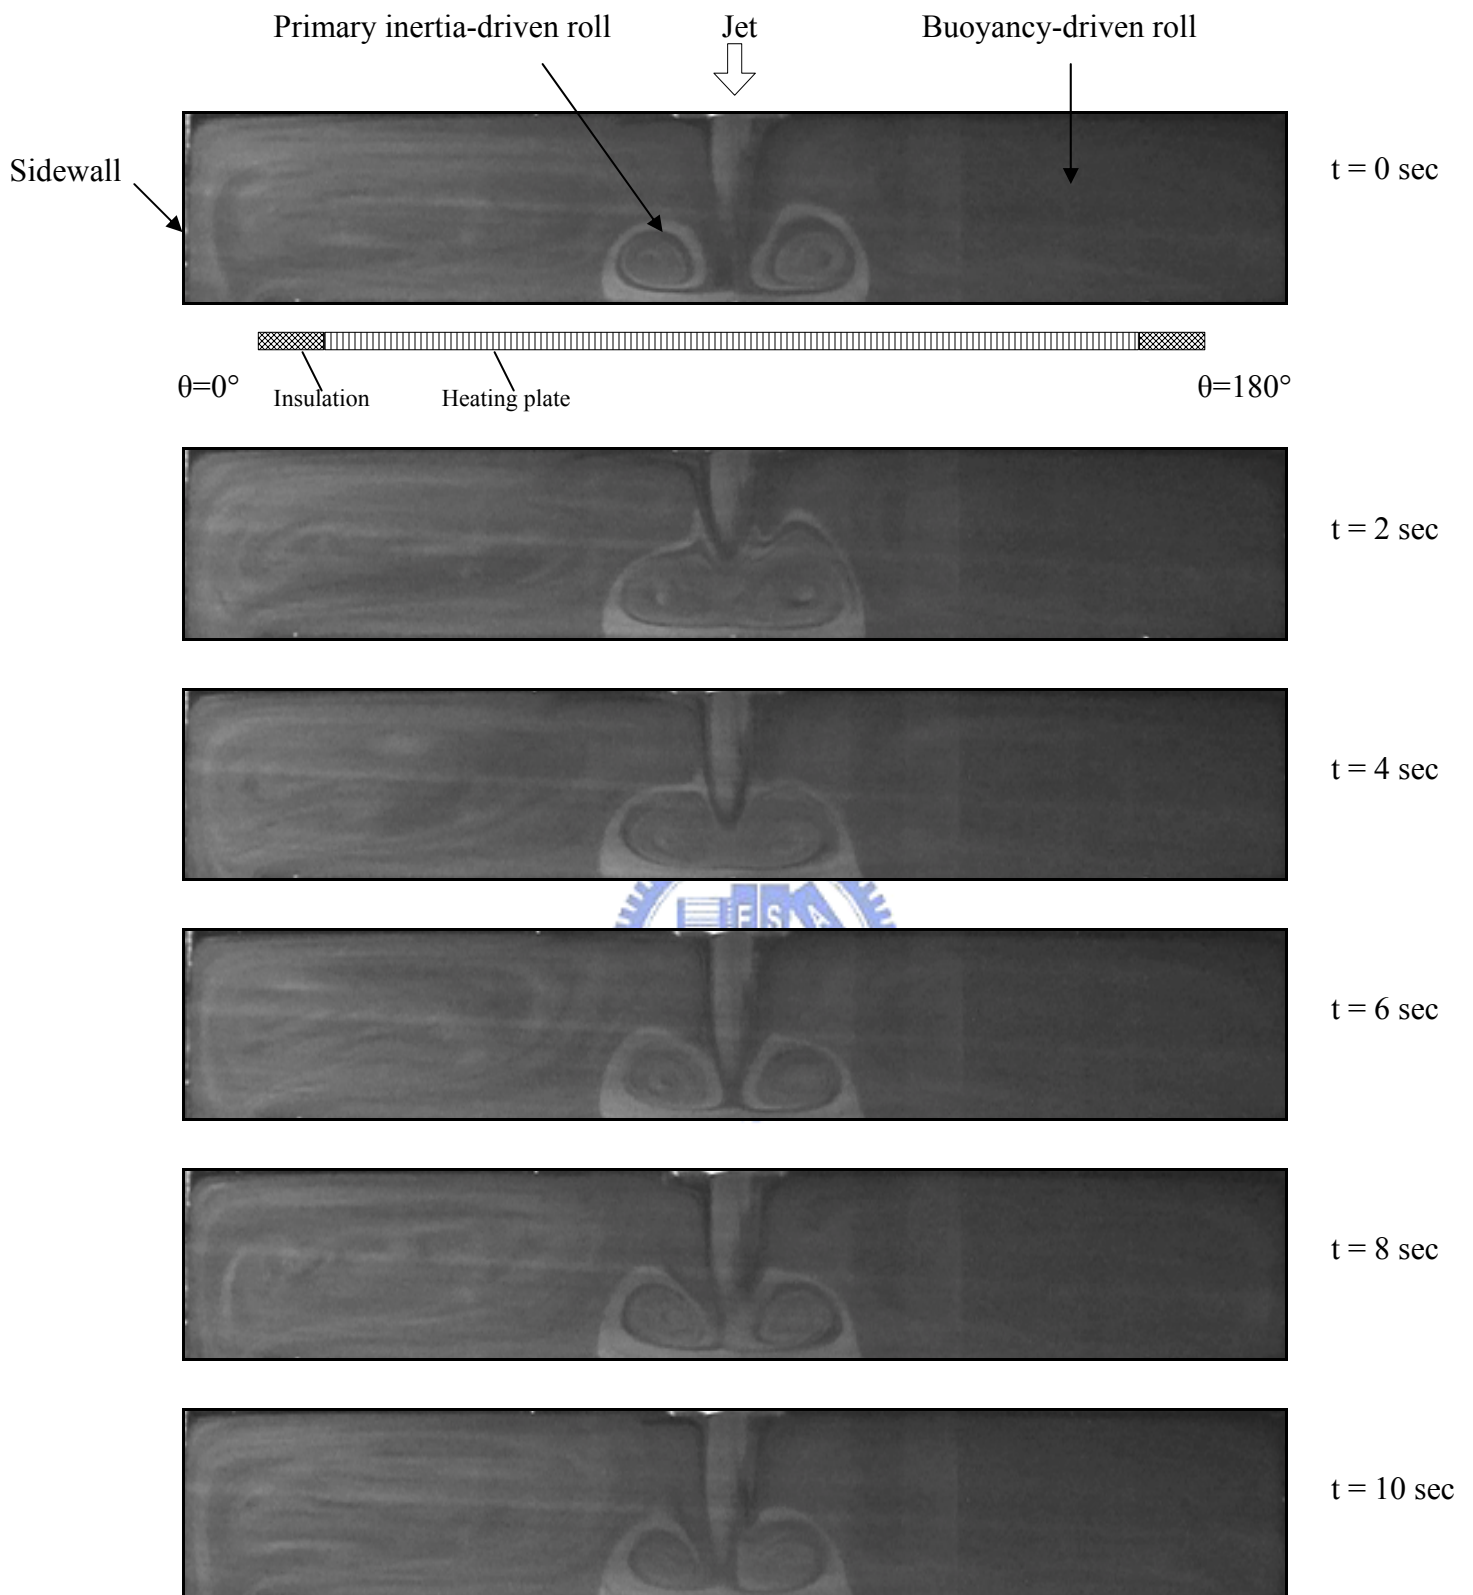 Primary inertia-driven roll
Jet
Buoyancy-driven roll
Sidewall
t = 0 sec
θ=0°
Insulation
Heating plate
θ=180°
t = 2 sec
t = 4 sec
E S A
t = 6 sec
t = 8 sec
t = 10 sec